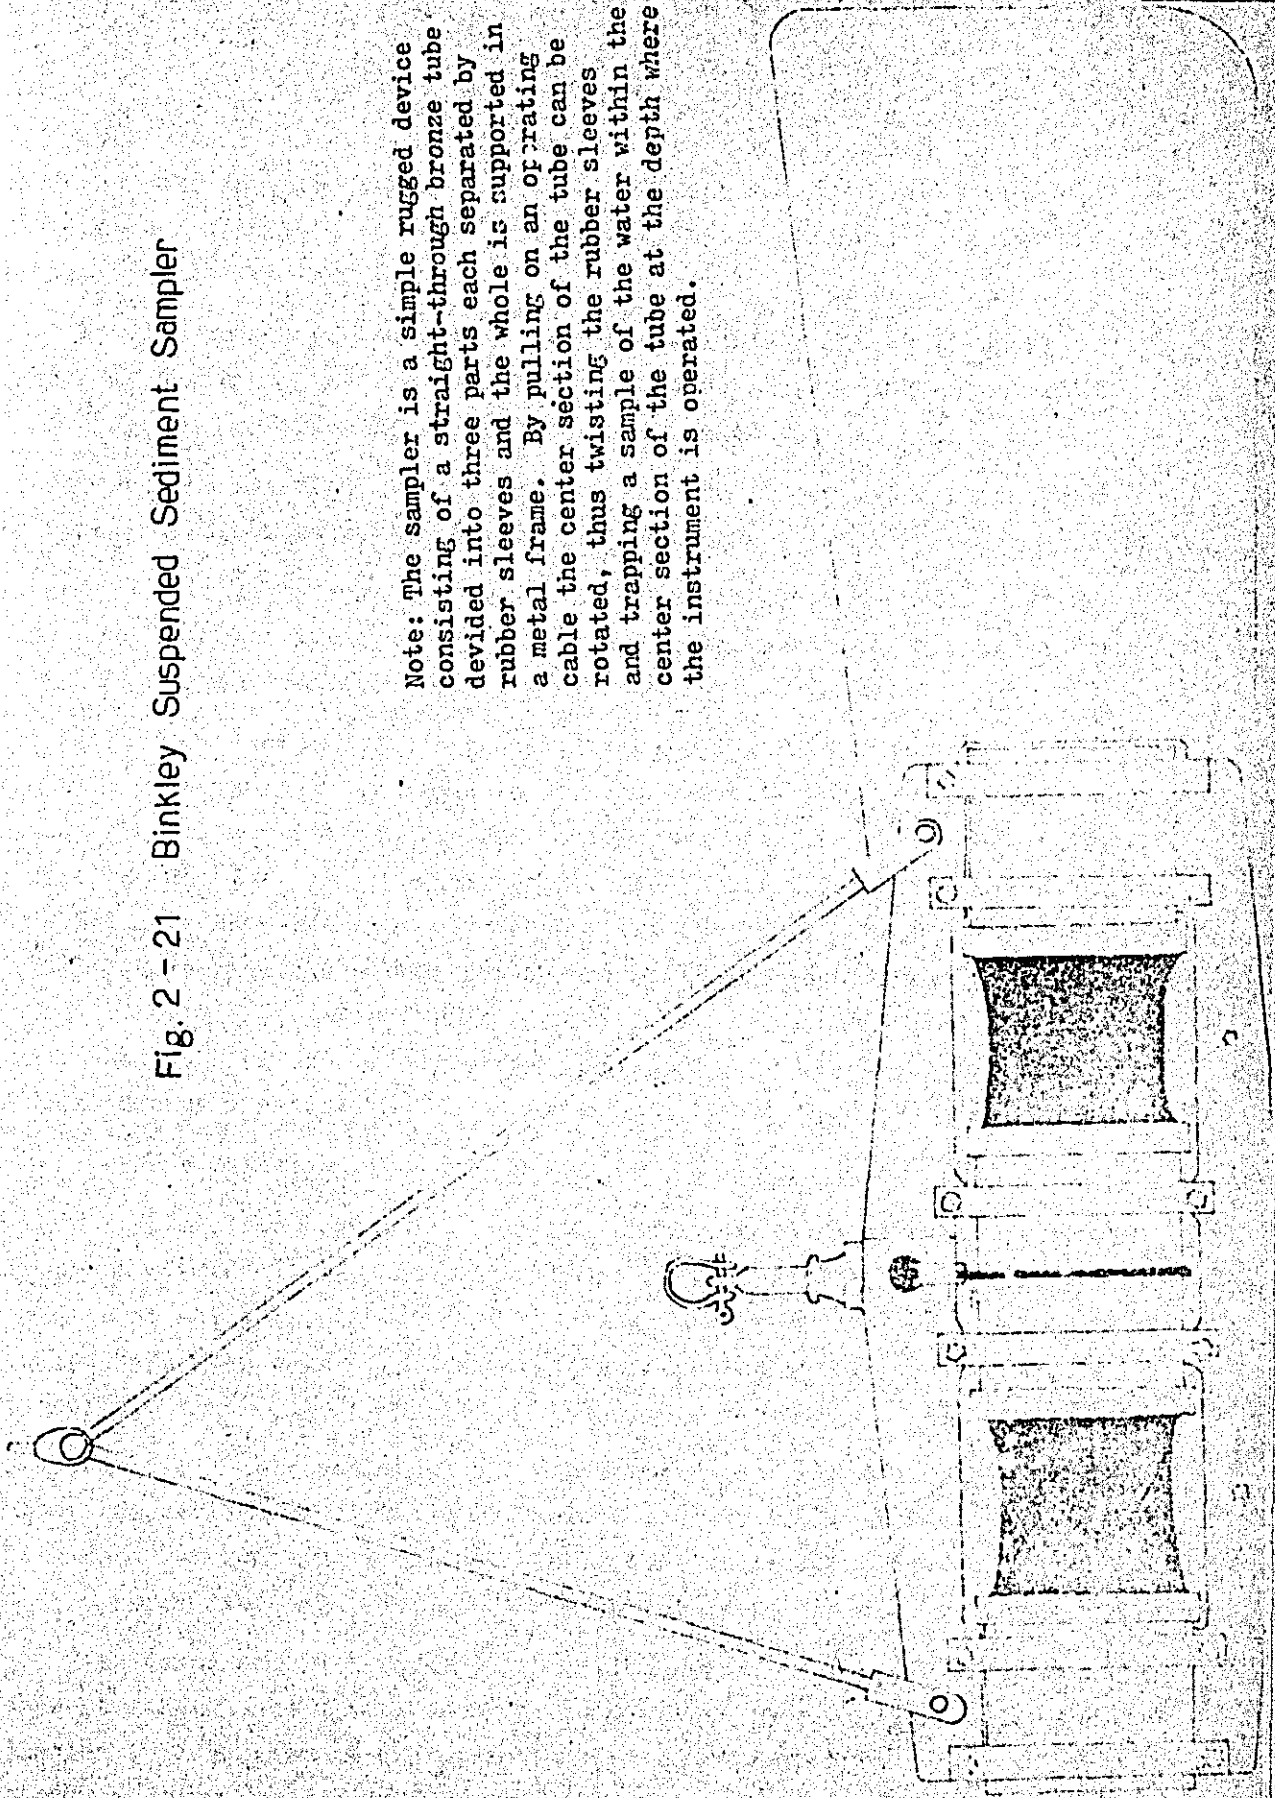 Fig. 2-21 Binkley Suspended Sediment Sampler
Note: The sampler is a simple rugged device
consisting of a straight-through bronze tube
devided into three parts each separated by
rubber sleeves and the whole is supported in
a metal frame. By pulling on an operating
cable the center section of the tube can be
rotated, thus twisting the rubber sleeves
and trapping a sample of the water within the
center section of the tube at the depth where
the instrument is operated.